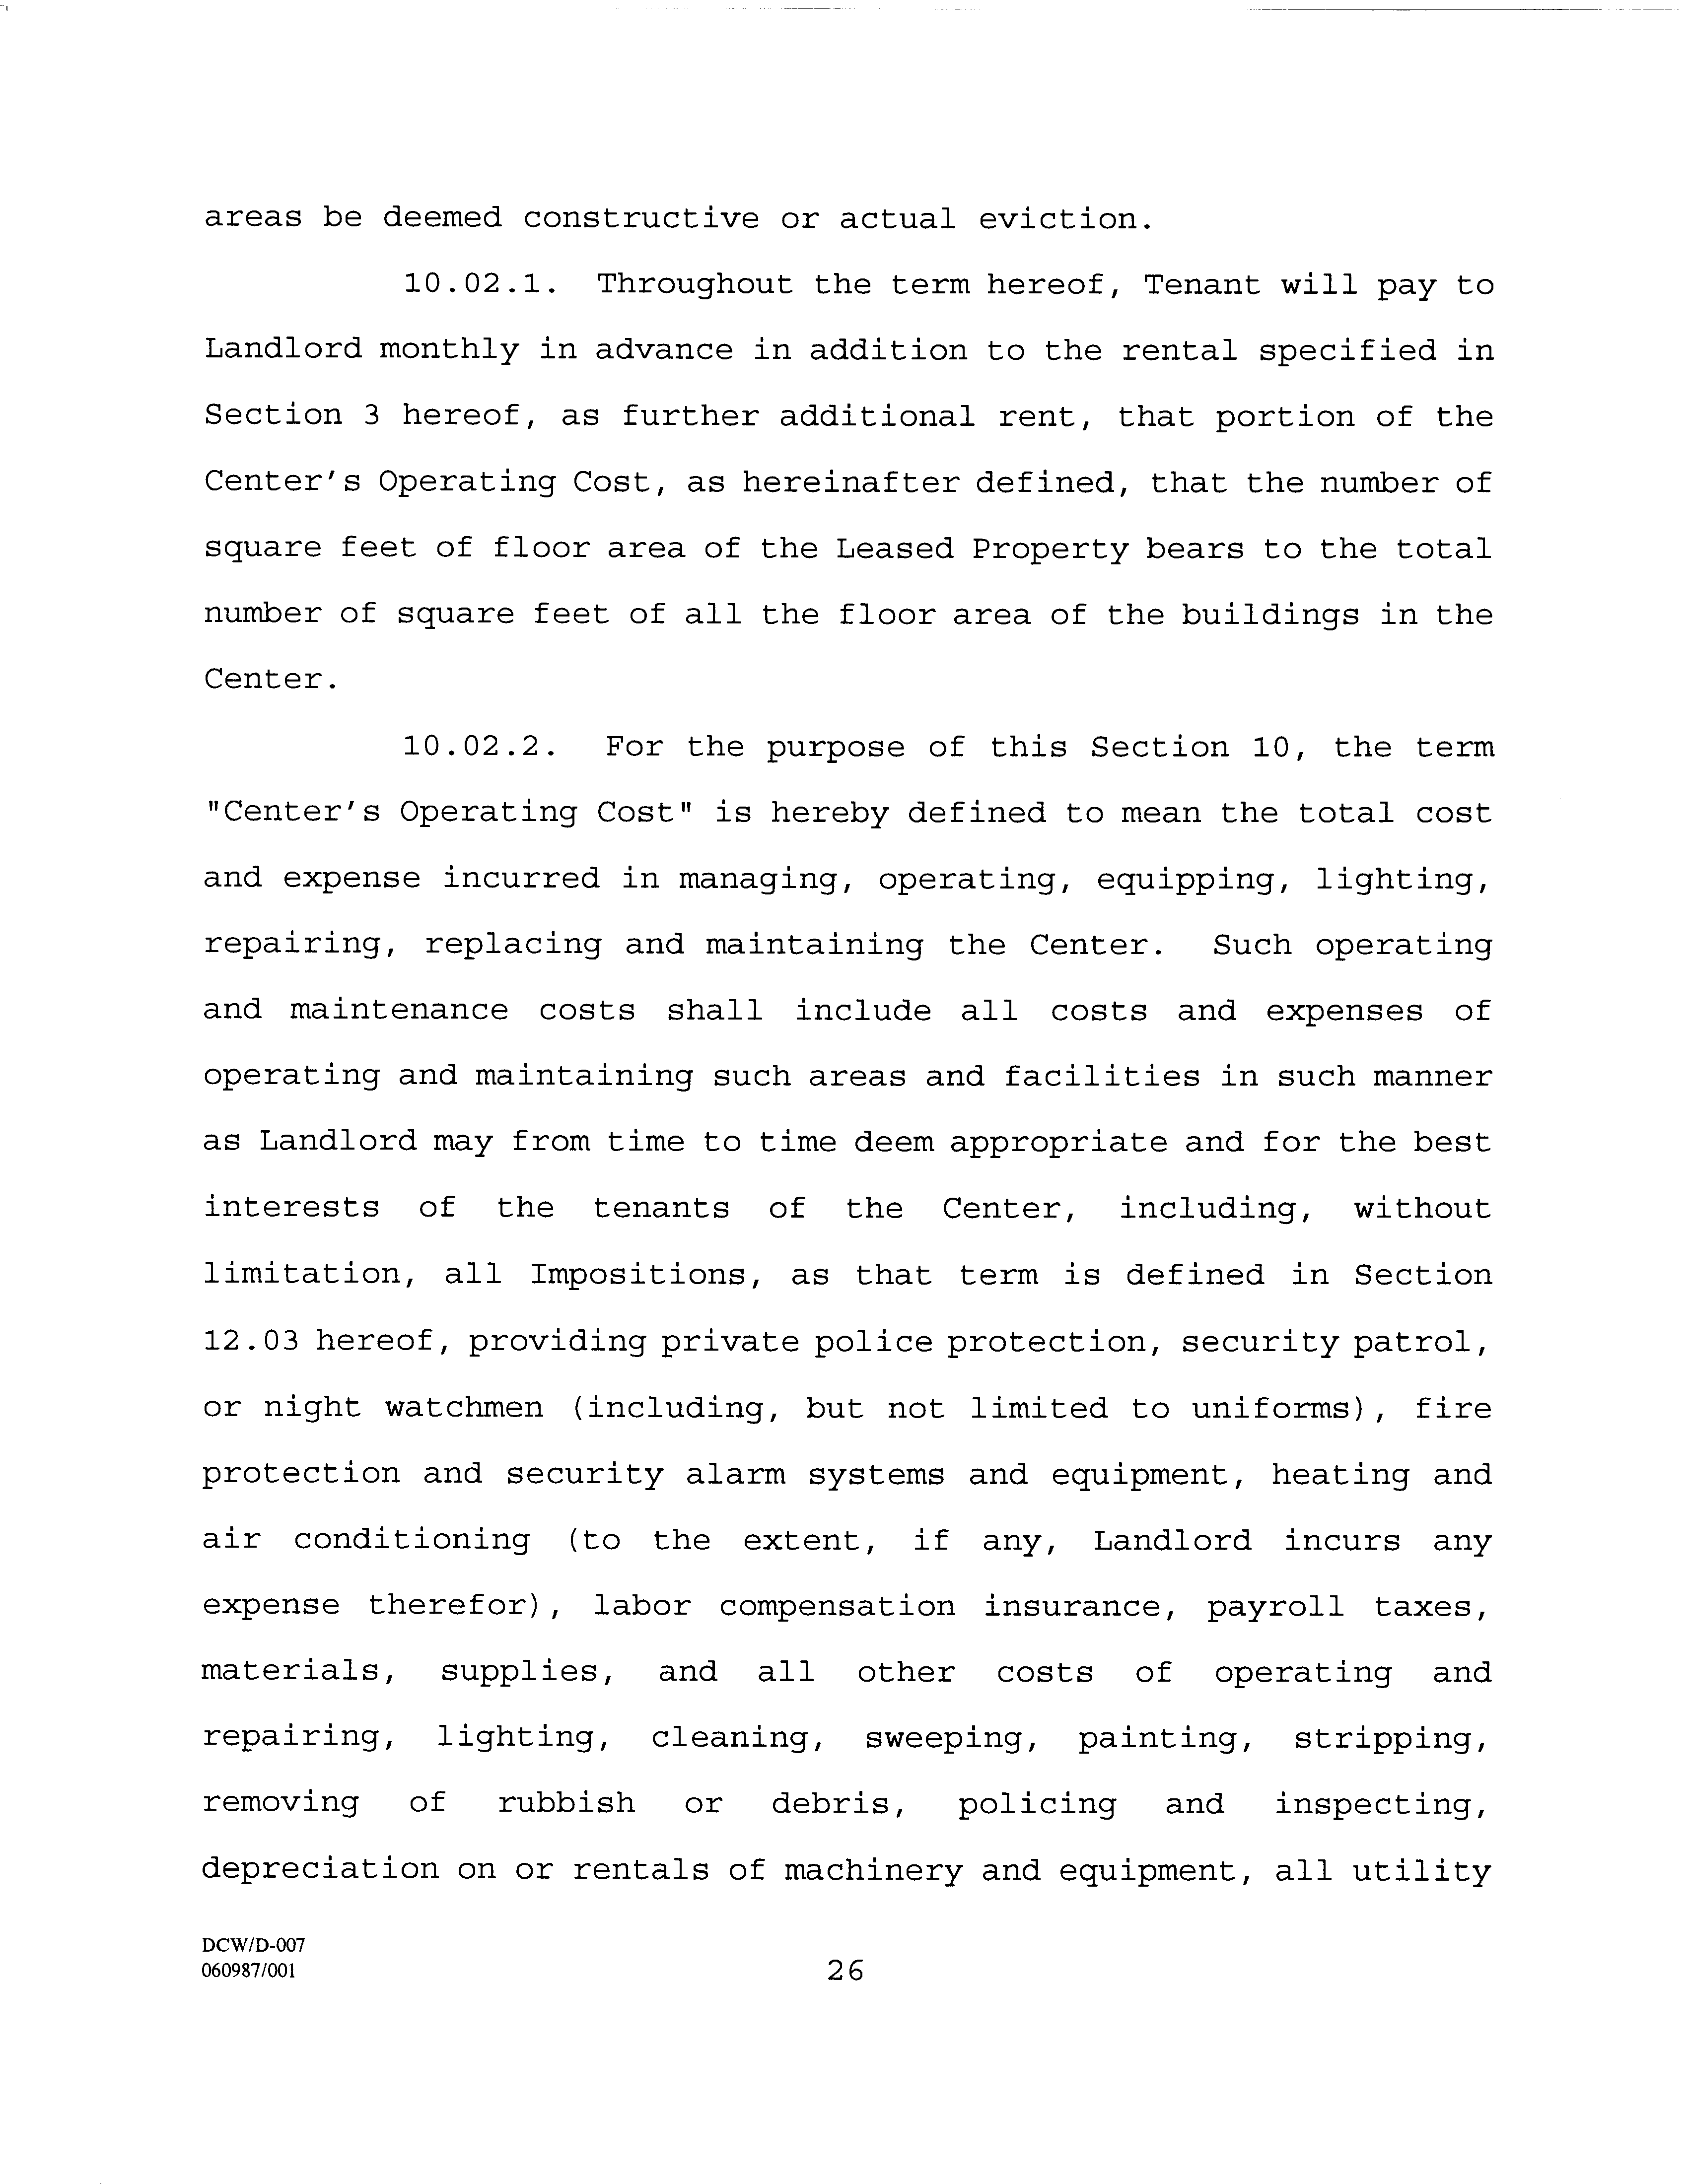 areas be deemed constructive or actual eviction.
10.02.1. Throughout the term hereof, Tenant will pay to
Landlord monthly in advance in addition to the rental specified in
Section 3 hereof, as further additional rent, that portion of the
Center's Operating Cost, as hereinafter defined, that the number of
square feet of floor area of the Leased Property bears to the total
number of square feet of all the floor area of the buildings in the
Center.
10.02.2. For the purpose of this Section 10, the term
"Center's Operating Cost" is hereby defined to mean the total cost
and expense incurred in managing, operating, equipping, lighting,
repairing, replacing and maintaining the Center. Such operating
and maintenance costs shall include all costs and expenses of
operating and maintaining such areas and facilities in such manner
as Landlord may from time to time deem appropriate and for the best
interests of the tenants of the Center, including, without
limitation, all Impositions, as that term is defined in Section
12.03 hereof, providing private police protection, security patrol,
or night watchmen (including, but not limited to uniforms), fire
protection and security alarm systems and equipment, heating and
air conditioning (to the extent, if any, Landlord incurs any
expense therefor), labor compensation insurance, payroll taxes,
materials, supplies, and all other costs of operating and
repairing, lighting, cleaning, sweeping, painting, stripping,
removing of rubbish or debris, policing and inspecting,
depreciation on or rentals of machinery and equipment, all utility
DCW/D-007
060987/001
26